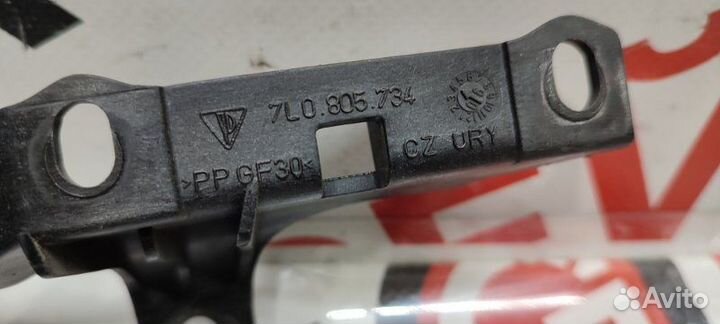 7L0.805.734
>PP GF30<
CZ URY
Avito